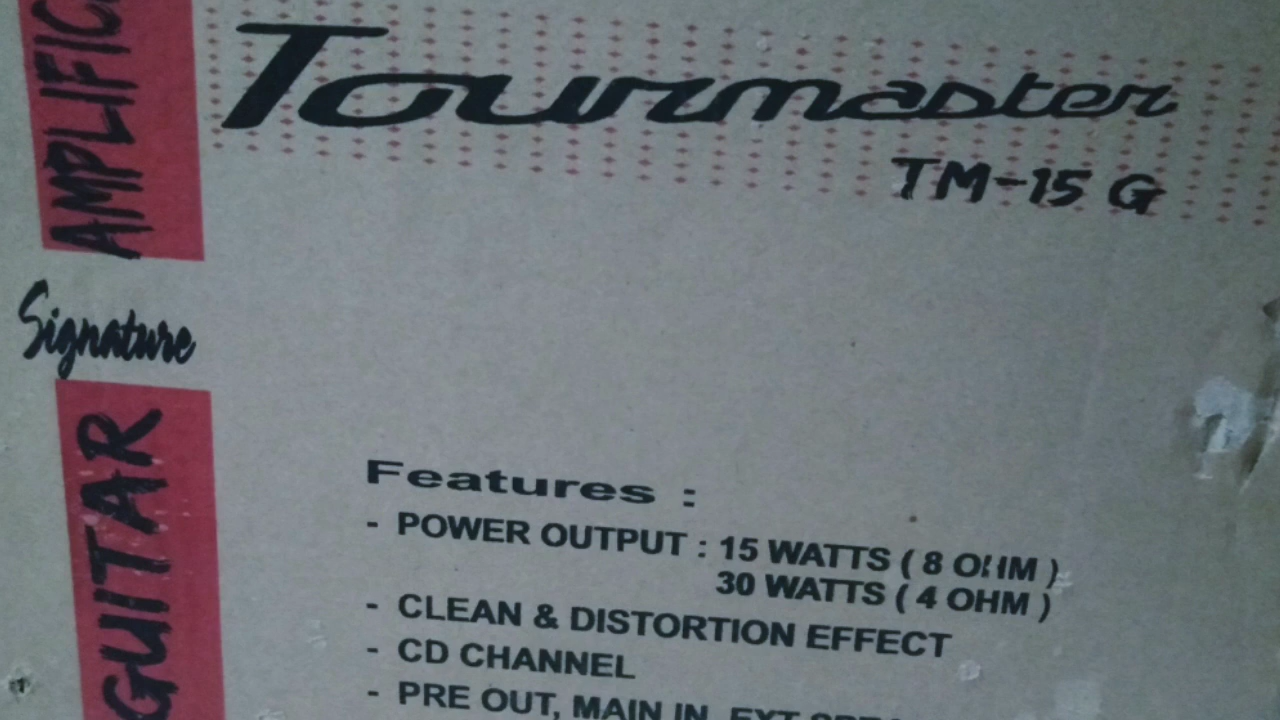 Tourmaster
TM-15 G
Signature
GUITAR
Features :
- POWER OUTPUT : 15 WATTS ( 8 OHM )
30 WATTS ( 4 OHM )
- CLEAN & DISTORTION EFFECT
- CD CHANNEL
- PRE OUT, MAIN IN, EXT